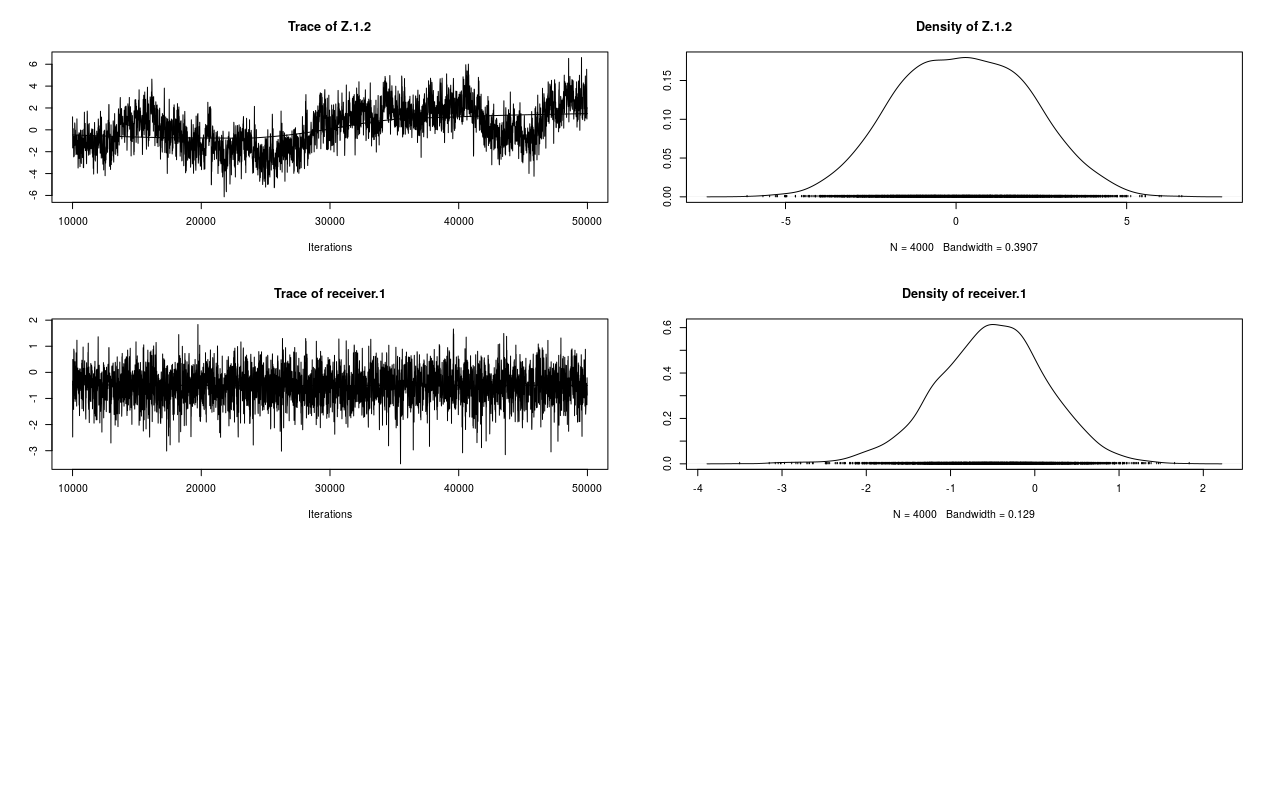 Trace of Z.1.2
6
4
2
0
-2
-4
-6
10000 20000 30000 40000 50000
Iterations
Density of Z.1.2
0.15
0.10
0.05
0.00
-5 0 5
N = 4000 Bandwidth = 0.3907
Trace of receiver.1
2
1
0
-1
-2
-3
10000 20000 30000 40000 50000
Iterations
Density of receiver.1
0.6
0.4
0.2
0.0
-4 -3 -2 -1 0 1 2
N = 4000 Bandwidth = 0.129